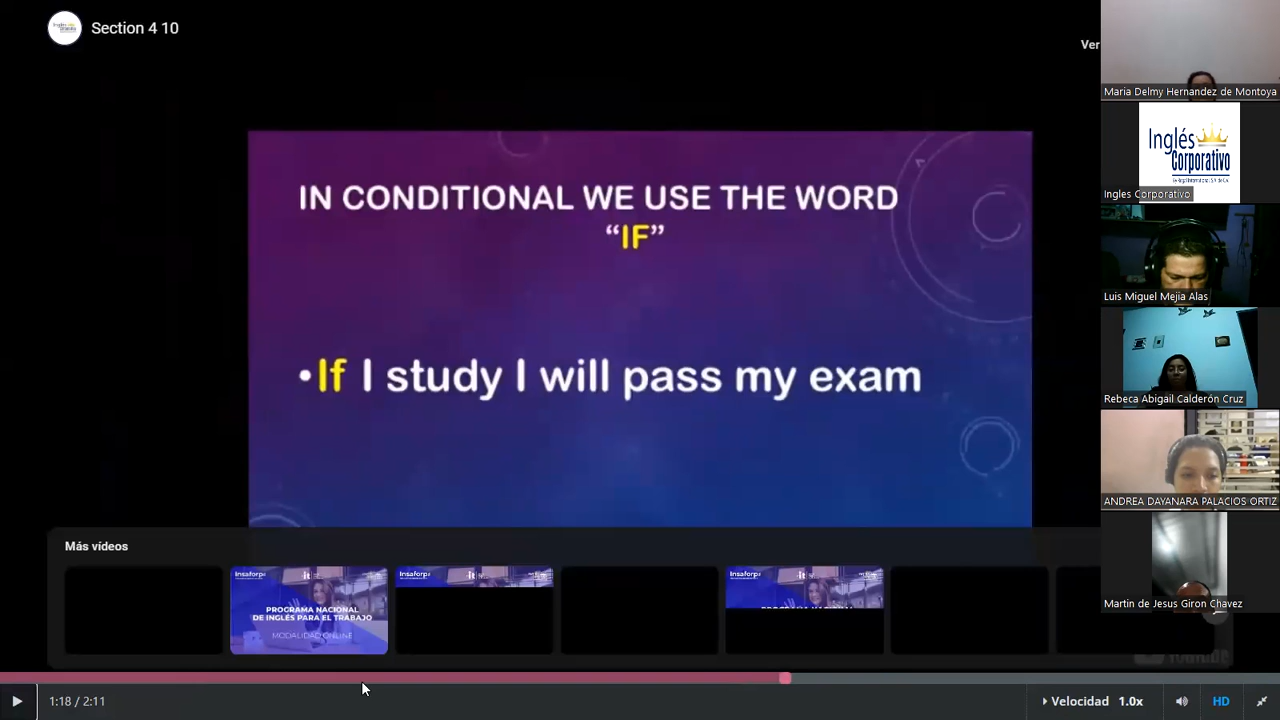 Section 4 10
Ver
IN CONDITIONAL WE USE THE WORD
“IF”
•If I study I will pass my exam
Más vídeos
Insaforp
PROGRAMA NACIONAL
DE INGLÉS PARA EL TRABAJO
MODALIDAD ONLINE
Insaforp
Insaforp
1:18 / 2:11
Velocidad 1.0x
HD
Maria Delmy Hernandez de Montoya
Inglés
Corporativo
Ingles Corporativo
Luis Miguel Mejia Alas
Rebeca Abigail Calderón Cruz
ANDREA DAYANARA PALACIOS ORTIZ
Martin de Jesus Giron Chavez